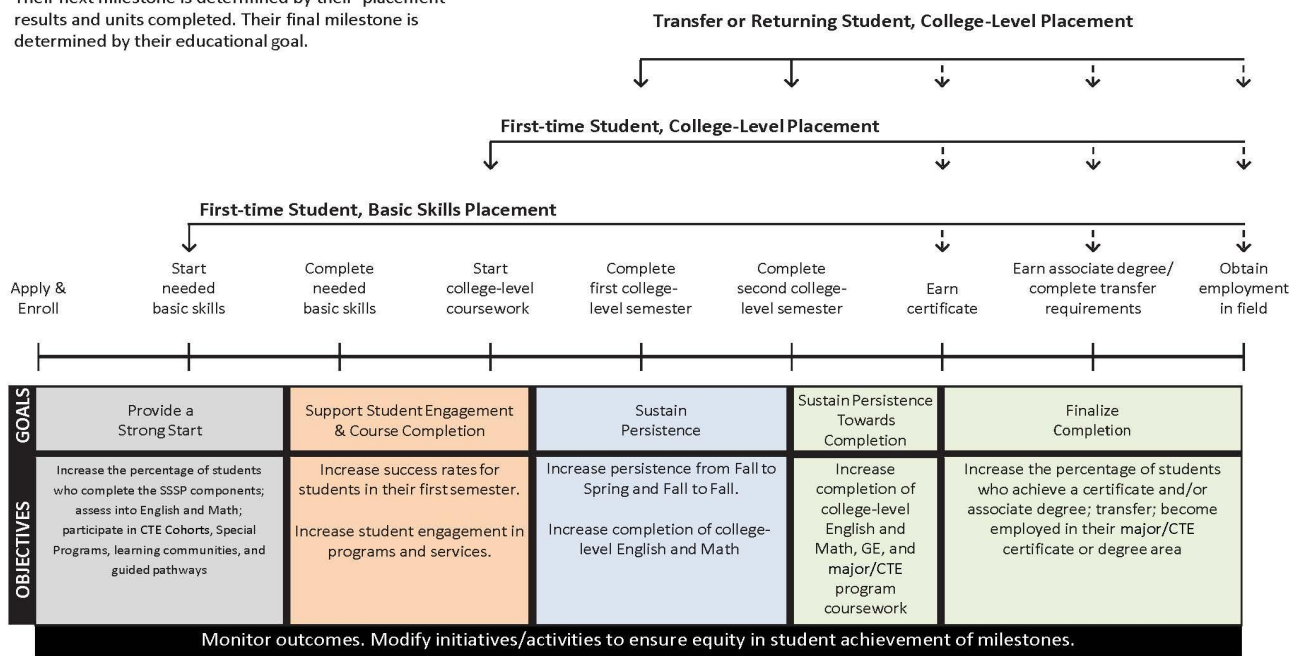 Their next milestone is determined by their placement
results and units completed. Their final milestone is
determined by their educational goal.
Transfer or Returning Student, College-Level Placement
First-time Student, College-Level Placement
First-time Student, Basic Skills Placement
Apply &
Enroll
Start
needed
basic skills
Complete
needed
basic skills
Start
college-level
coursework
Complete
first college-
level semester
Complete
second college-
level semester
Earn
certificate
Earn associate degree/
complete transfer
requirements
Obtain
employment
in field
GOALS
Provide a
Strong Start
Support Student Engagement
& Course Completion
Sustain
Persistence
Sustain Persistence
Towards
Completion
Finalize
Completion
OBJECTIVES
Increase the percentage of students
who complete the SSSP components;
assess into English and Math;
participate in CTE Cohorts, Special
Programs, learning communities, and
guided pathways
Increase success rates for
students in their first semester.
Increase student engagement in
programs and services.
Increase persistence from Fall to
Spring and Fall to Fall.
Increase completion of college-
level English and Math
Increase
completion of
college-level
English and
Math, GE, and
major/CTE
program
coursework
Increase the percentage of students
who achieve a certificate and/or
associate degree; transfer; become
employed in their major/CTE
certificate or degree area
Monitor outcomes. Modify initiatives/activities to ensure equity in student achievement of milestones.